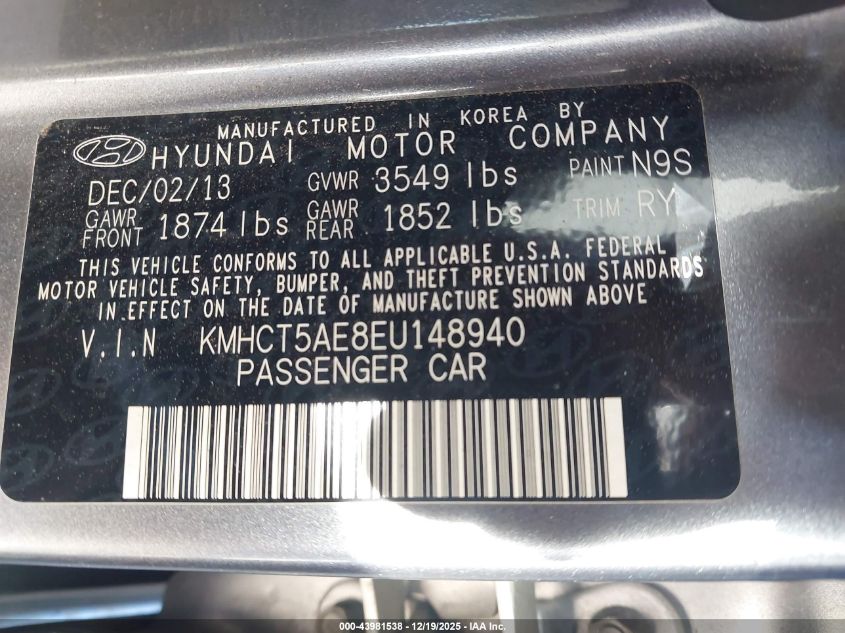 MANUFACTURED IN KOREA BY
HYUNDAI MOTOR COMPANY
DEC/02/13 GVWR 3549 lbs PAINT N9S
GAWR FRONT 1874 lbs GAWR REAR 1852 lbs TRIM RY
THIS VEHICLE CONFORMS TO ALL APPLICABLE U.S.A. FEDERAL
MOTOR VEHICLE SAFETY, BUMPER, AND THEFT PREVENTION STANDARDS
IN EFFECT ON THE DATE OF MANUFACTURE SHOWN ABOVE
V.I.N KMHCT5AE8EU148940
PASSENGER CAR
000-43981538 - 12/19/2025 - IAA Inc.